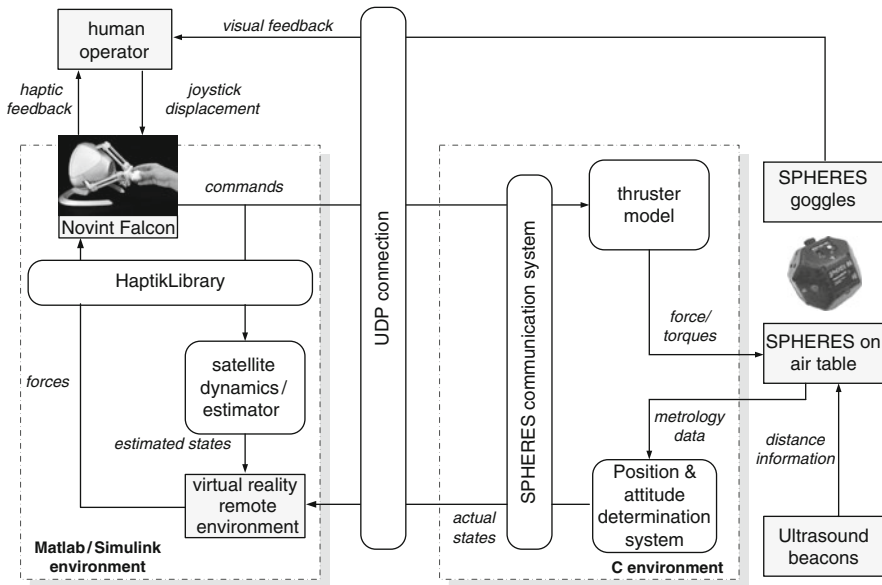 human
operator
visual feedback
haptic
feedback
joystick
displacement
Novint Falcon
commands
HaptikLibrary
forces
satellite
dynamics/
estimator
estimated states
virtual reality
remote
environment
Matlab/Simulink
environment
UDP connection
SPHERES communication system
thruster
model
force/
torques
metrology
data
Position &
attitude
determination
system
actual
states
C environment
SPHERES
goggles
SPHERES on
air table
distance
information
Ultrasound
beacons